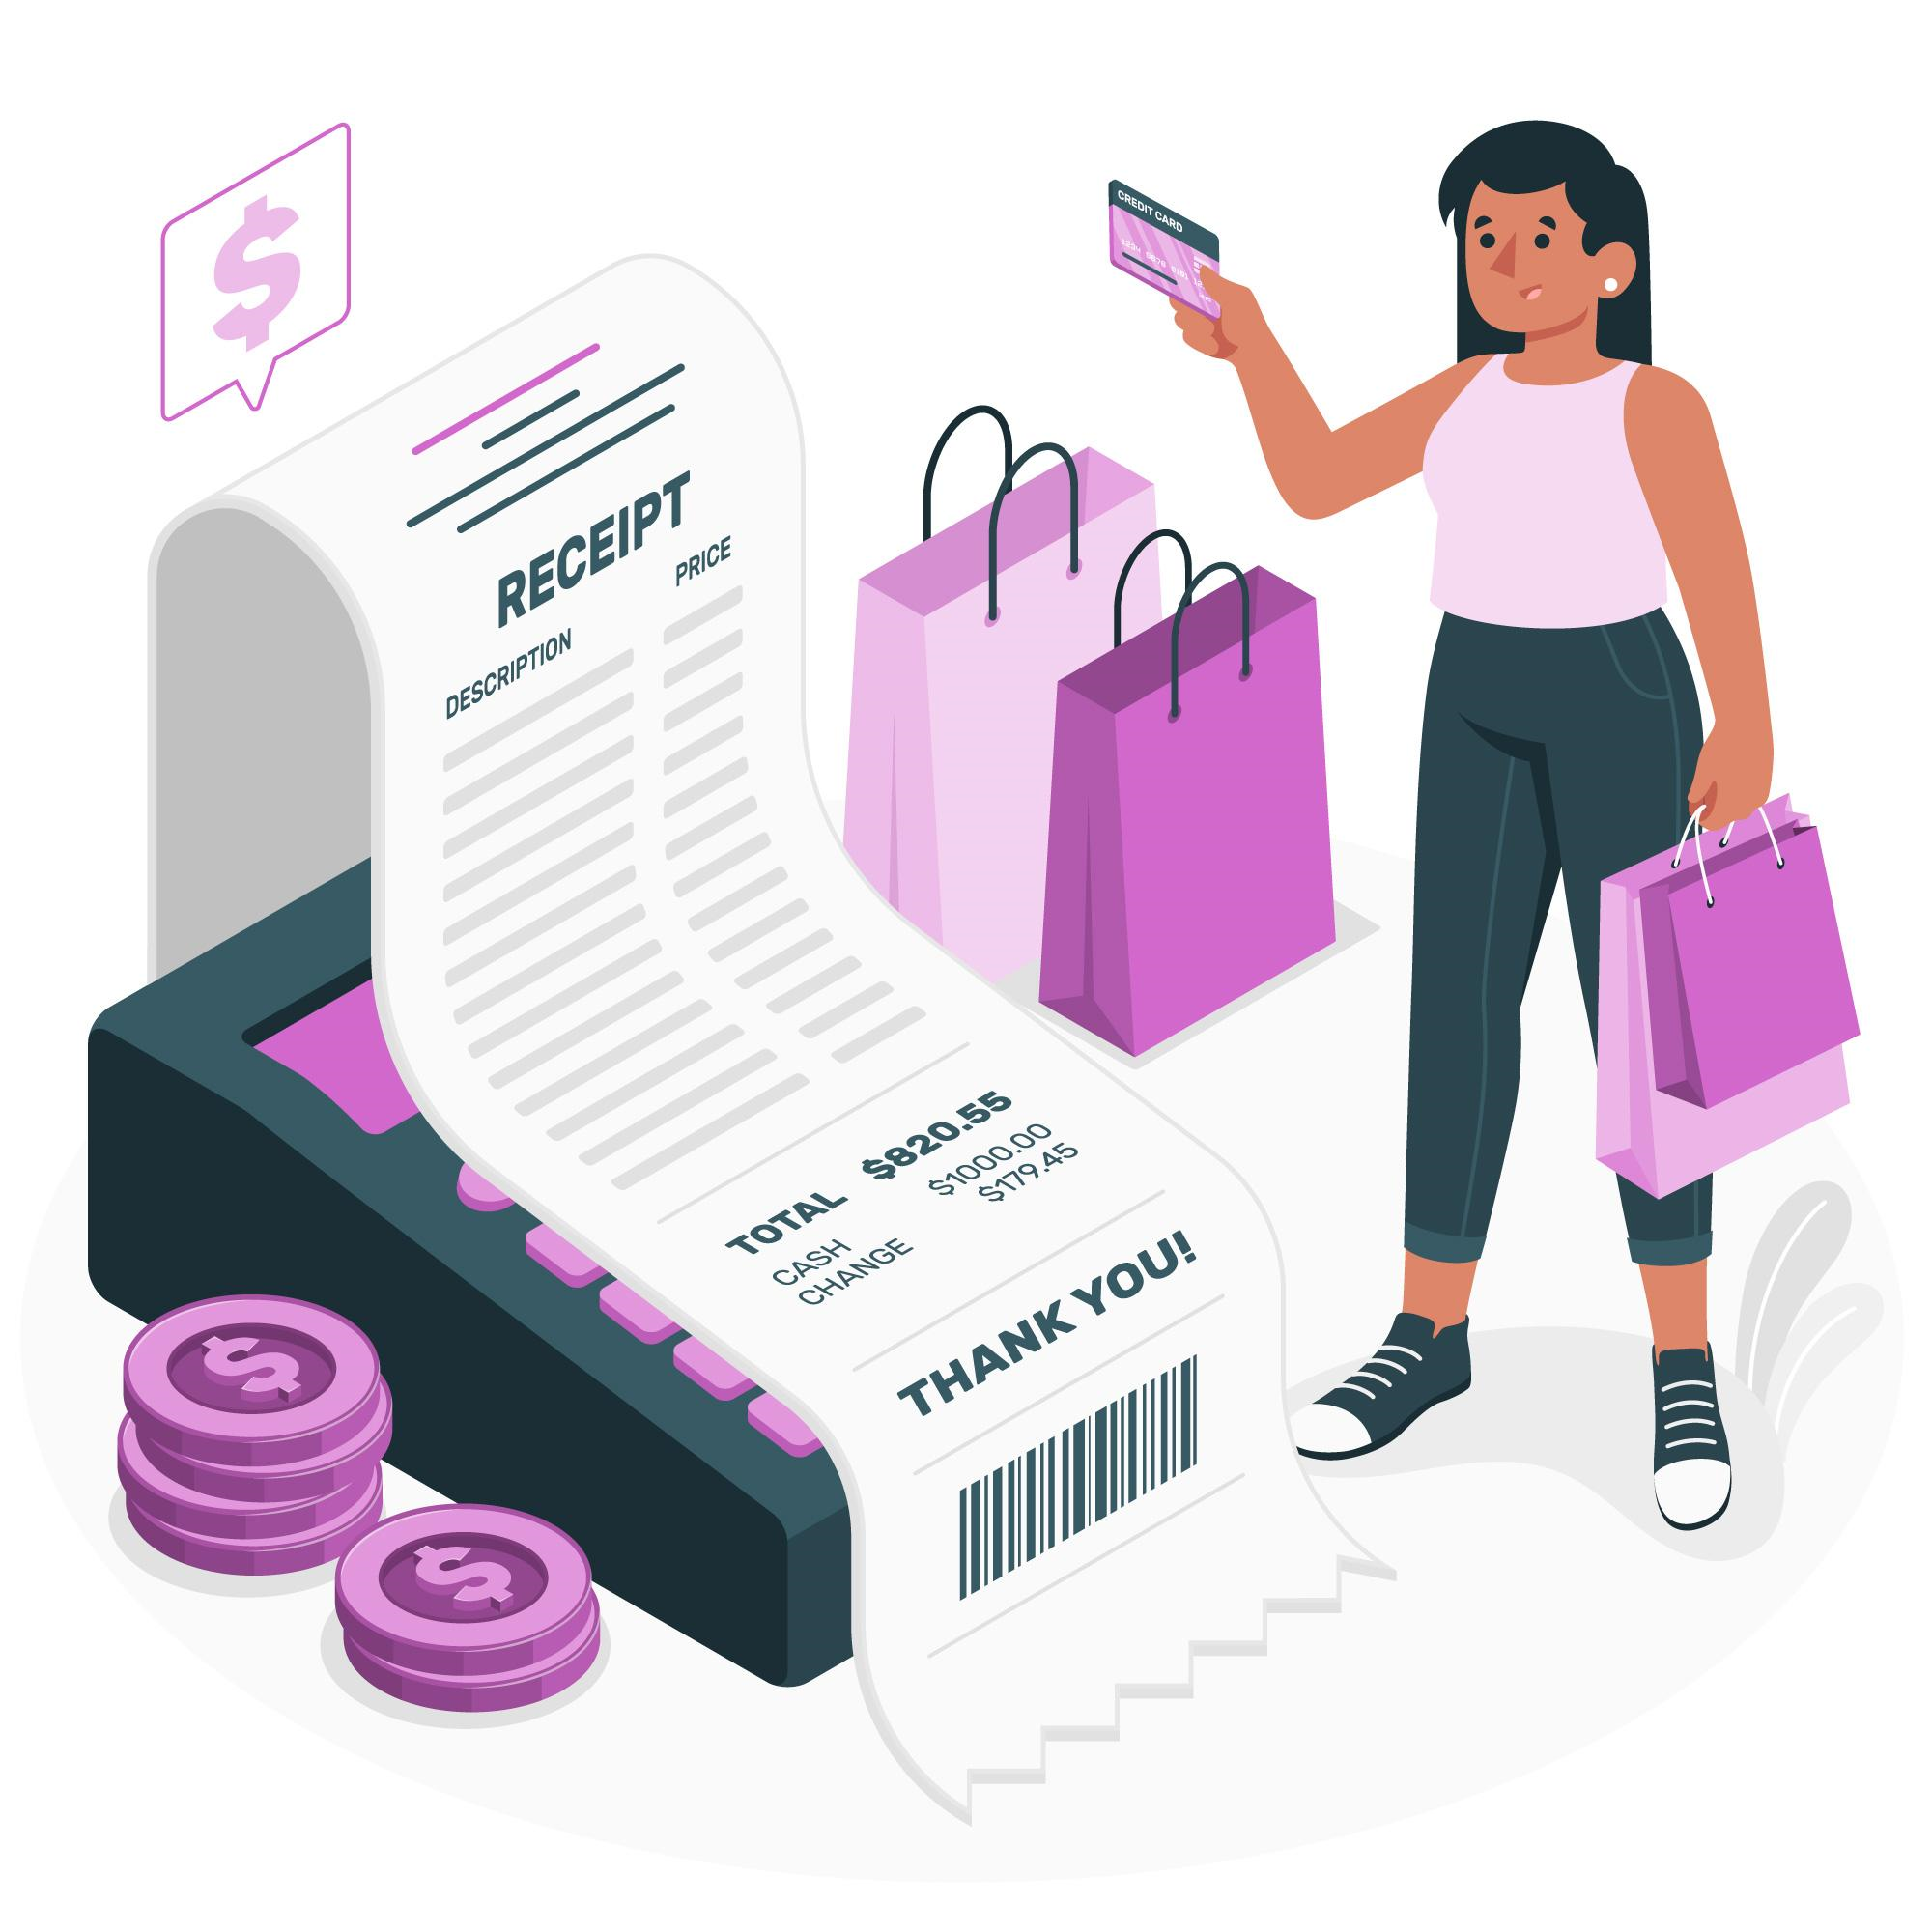 $
CREDIT CARD
RECEIPT
DESCRIPTION PRICE
TOTAL $820.55
CASH $1000.00
CHANGE $179.45
THANK YOU!
$
$